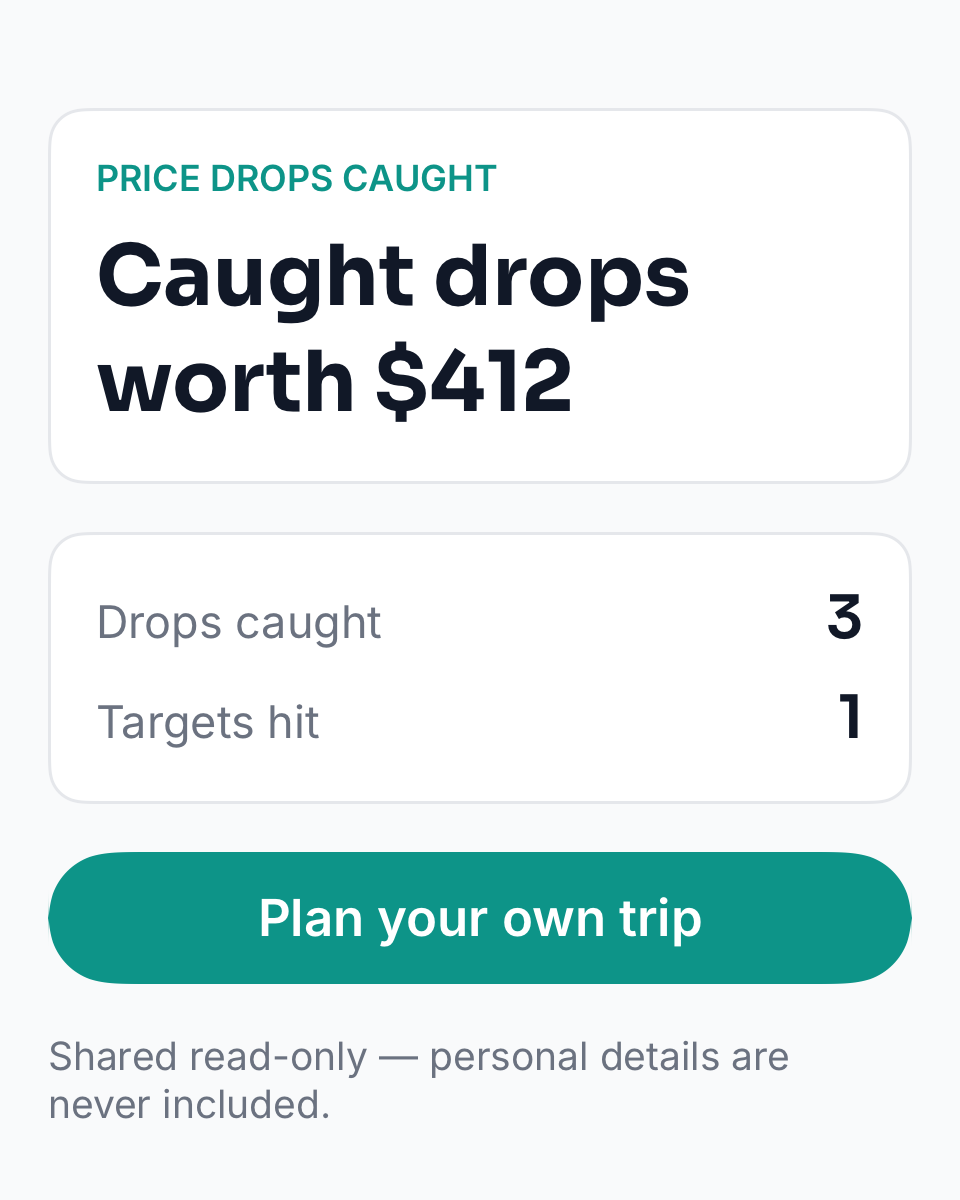 PRICE DROPS CAUGHT
Caught drops
worth $412
Drops caught 3
Targets hit 1
Plan your own trip
Shared read-only — personal details are
never included.